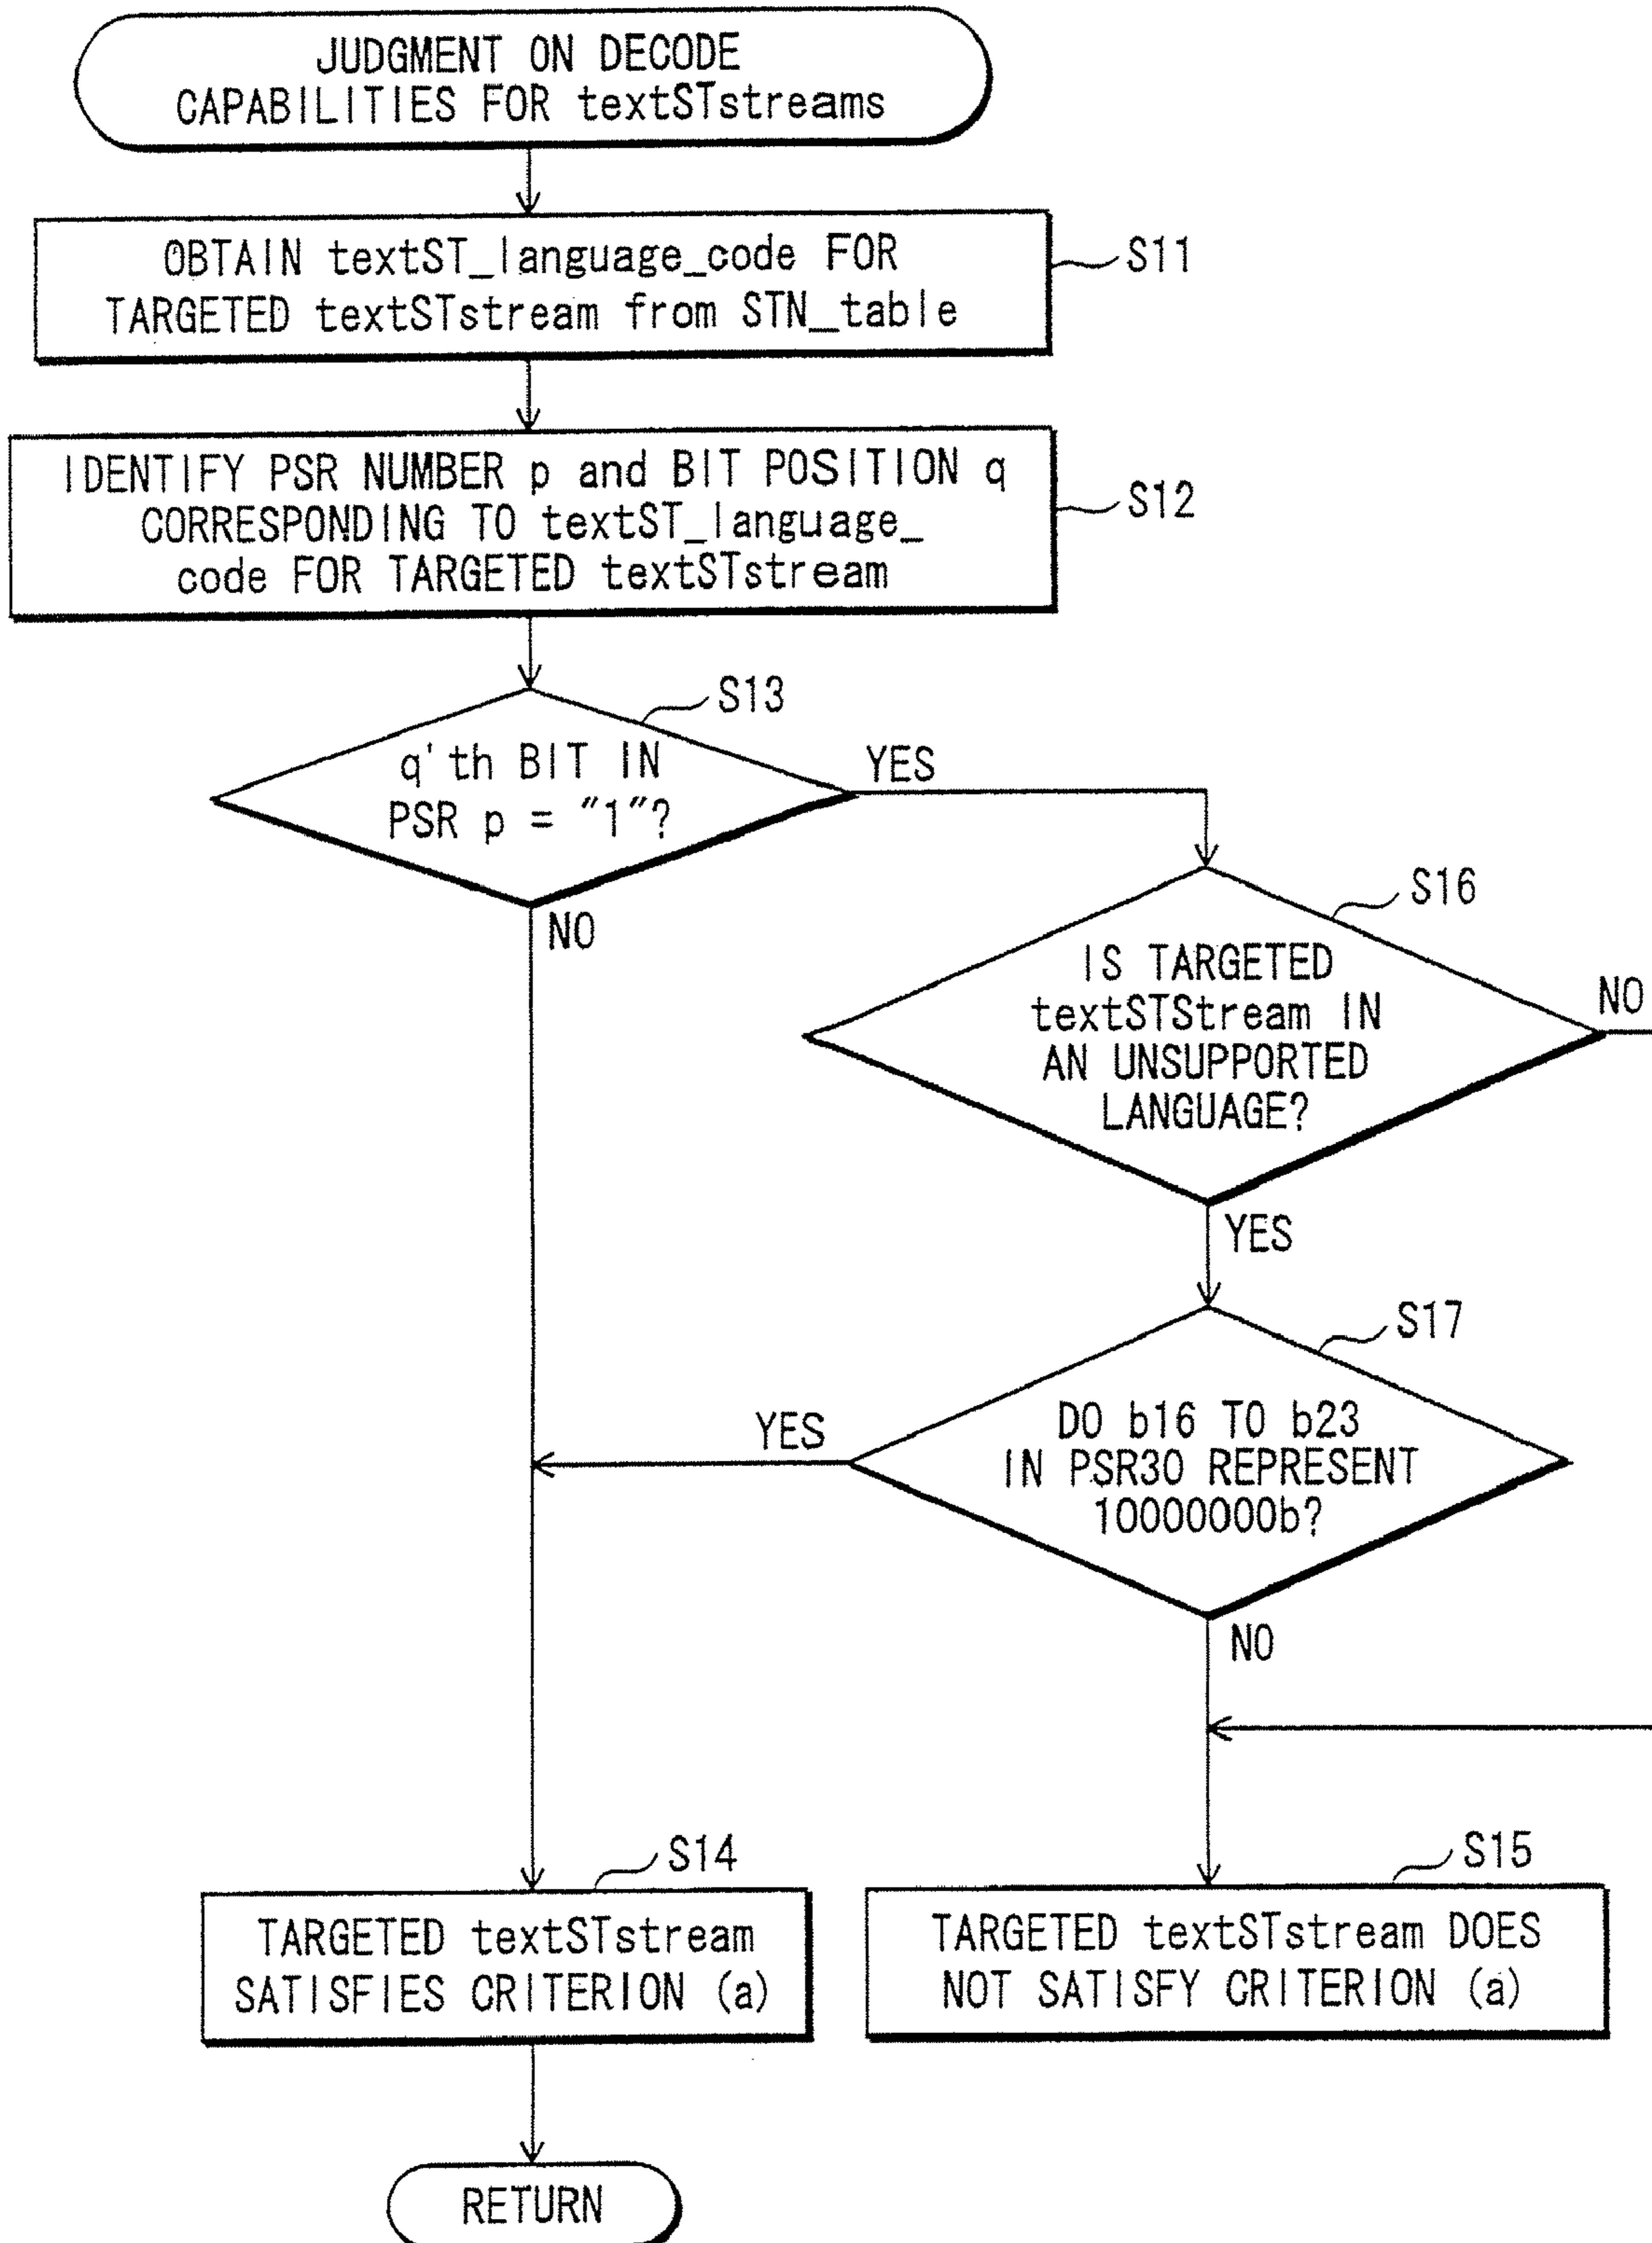 JUDGMENT ON DECODE
CAPABILITIES FOR textSTstreams
OBTAIN textST_language_code FOR
TARGETED textSTstream from STN_table
S11
IDENTIFY PSR NUMBER p and BIT POSITION q
CORRESPONDING TO textST_language_
code FOR TARGETED textSTstream
S12
S13
q'th BIT IN
PSR p = "1"?
YES
NO
S16
IS TARGETED
textSTStream IN
AN UNSUPPORTED
LANGUAGE?
NO
YES
S17
DO b16 TO b23
IN PSR30 REPRESENT
10000000b?
YES
NO
S14
TARGETED textSTstream
SATISFIES CRITERION (a)
S15
TARGETED textSTstream DOES
NOT SATISFY CRITERION (a)
RETURN